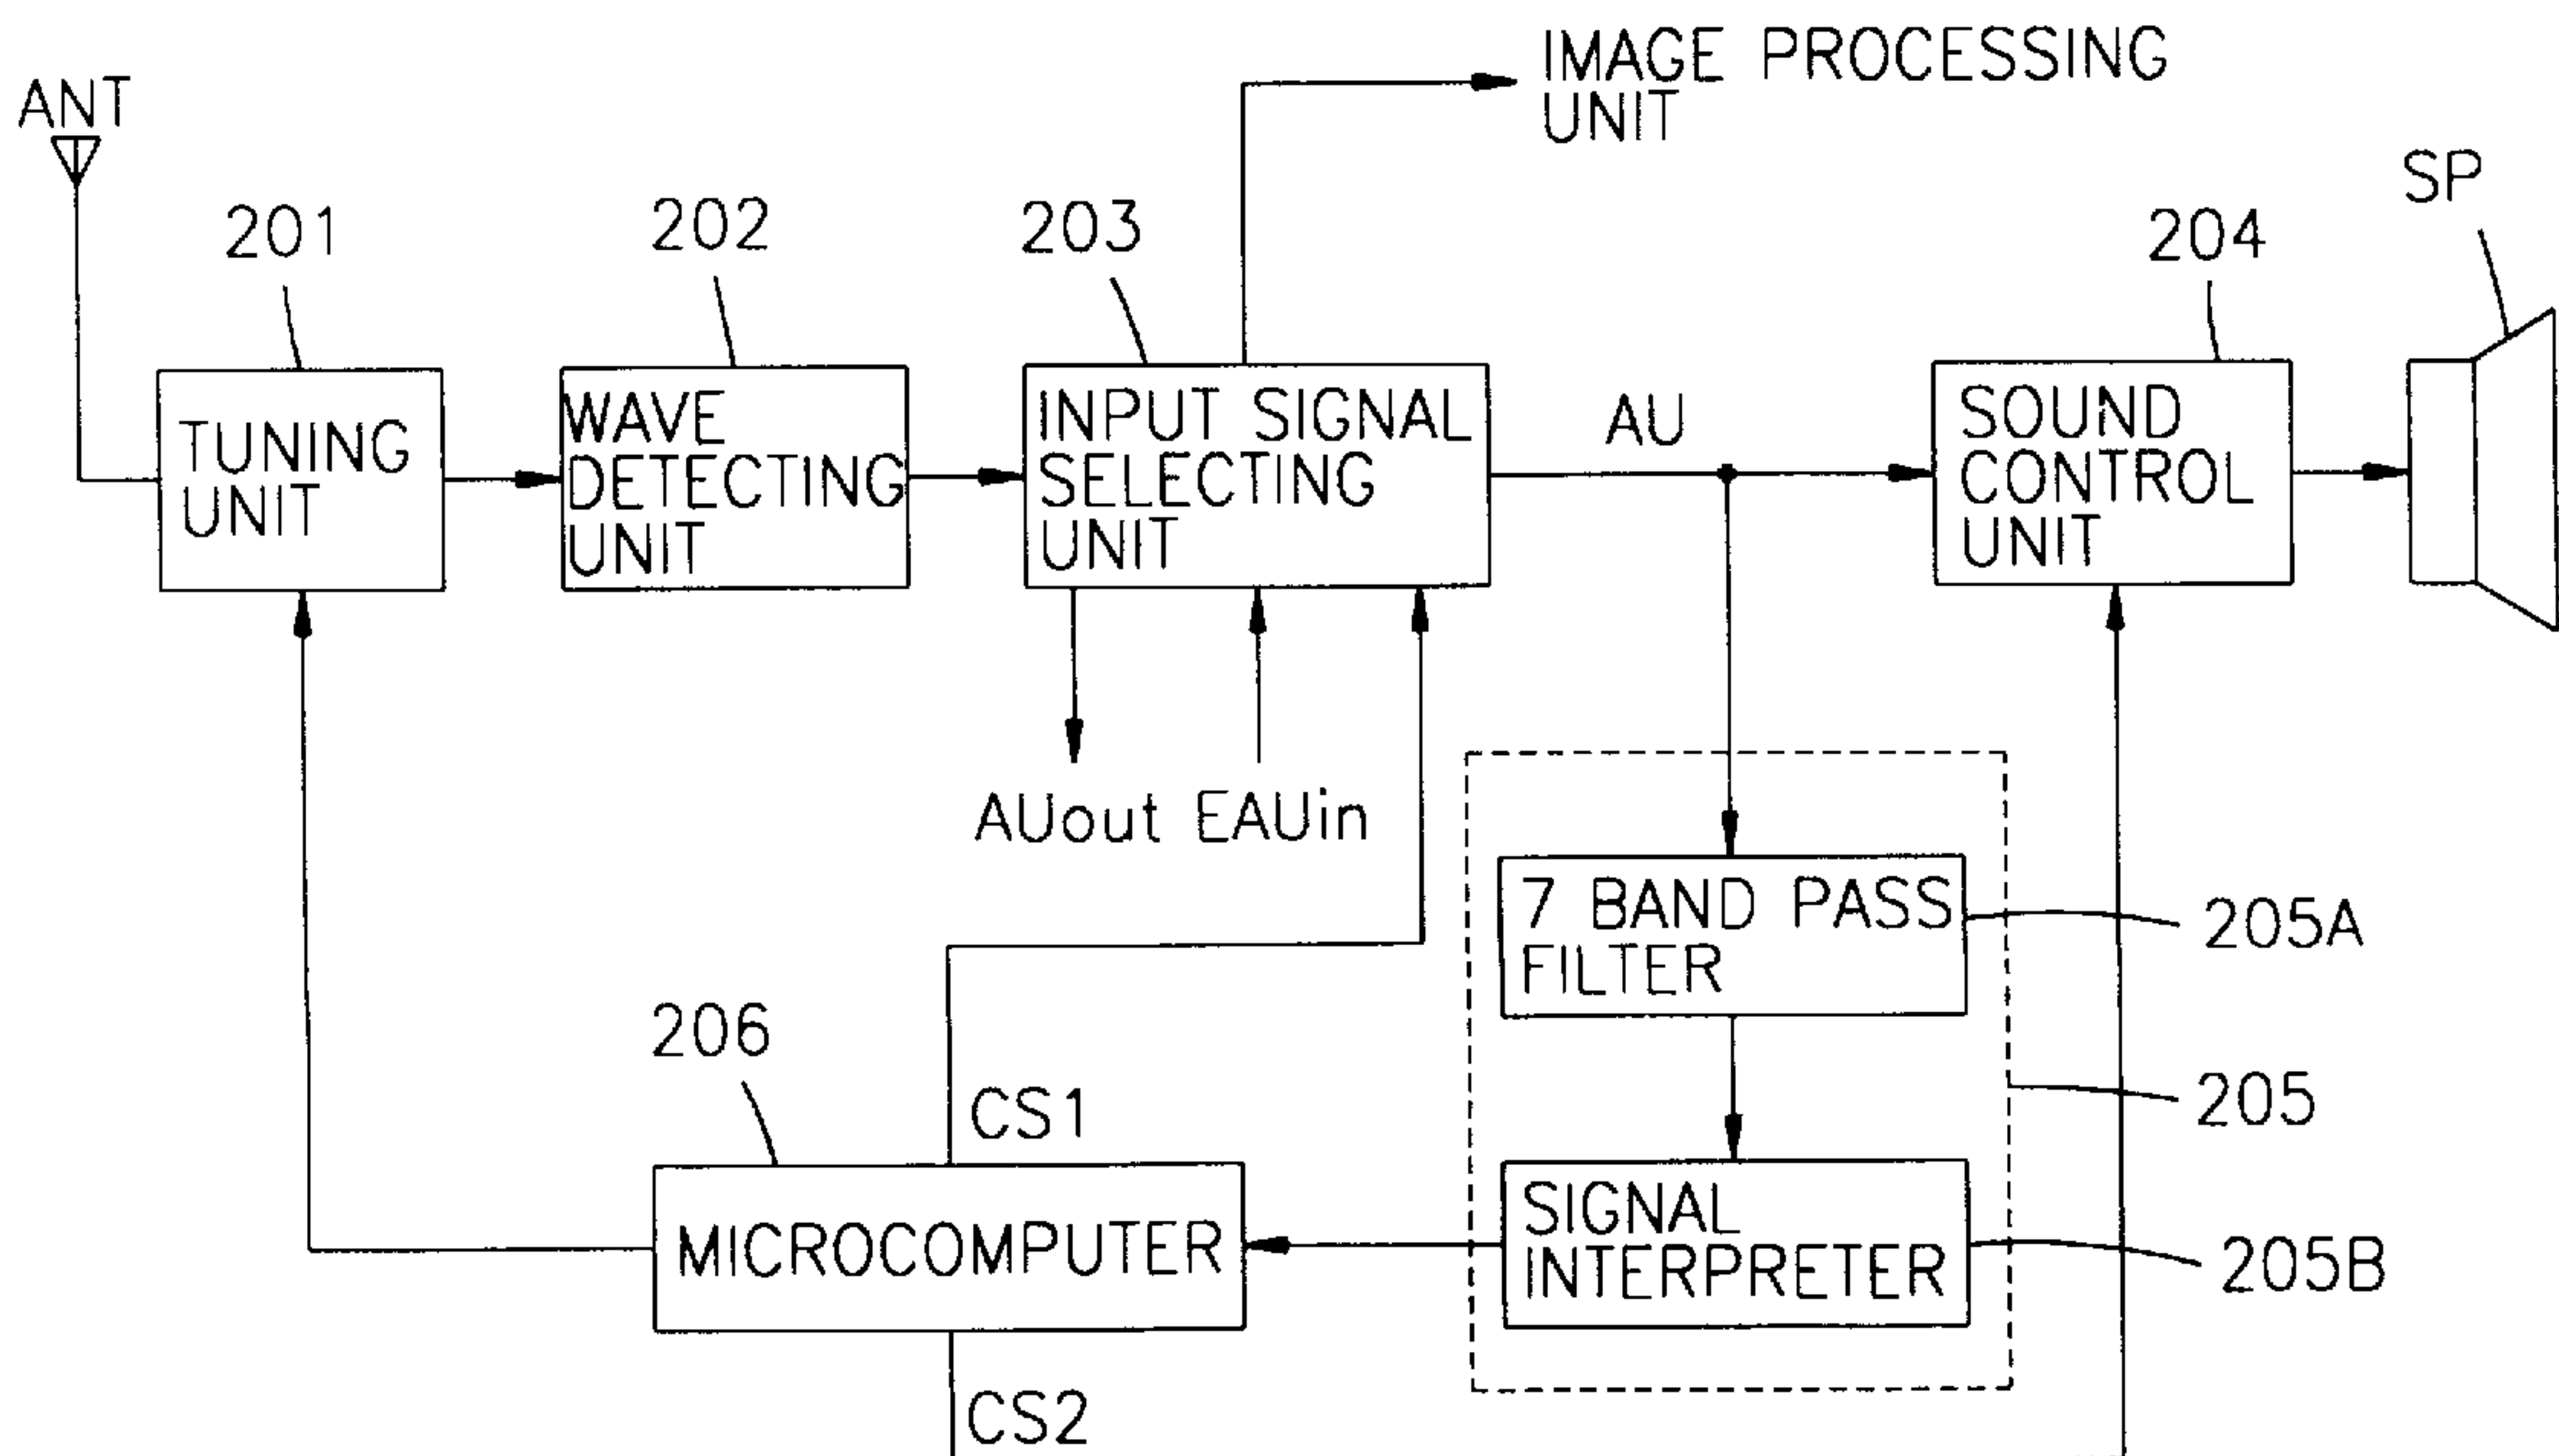 IMAGE PROCESSING
UNIT
ANT
SP
201
202
203
204
TUNING
UNIT
WAVE
DETECTING
UNIT
INPUT SIGNAL
SELECTING
UNIT
AU
SOUND
CONTROL
UNIT
AUout EAUin
7 BAND PASS
FILTER
205A
206
CS1
205
MICROCOMPUTER
SIGNAL
INTERPRETER
205B
CS2